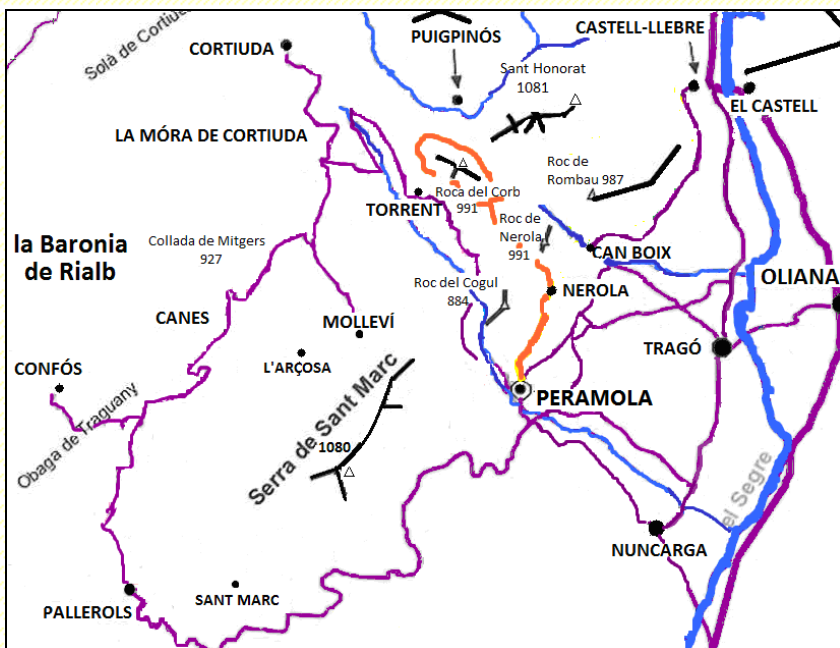 Solà de Cortiuda
CORTIUDA
PUIGPINÓS
CASTELL-LLEBRE
Sant Honorat
1081
EL CASTELL
LA MÓRA DE CORTIUDA
Roc de
Rombau 987
Roca del Corb
991
TORRENT
Roc de
Nerola
991
la Baronia
de Rialb
Collada de Mitgers
927
CAN BOIX
OLIANA
Roc del Cogul
884
NEROLA
CANES
MOLLEVÍ
TRAGÓ
L'ARÇOSA
CONFÓS
PERAMOLA
Obaga de Traguany
Serra de Sant Marc
1080
el Segre
NUNCARGA
SANT MARC
PALLEROLS